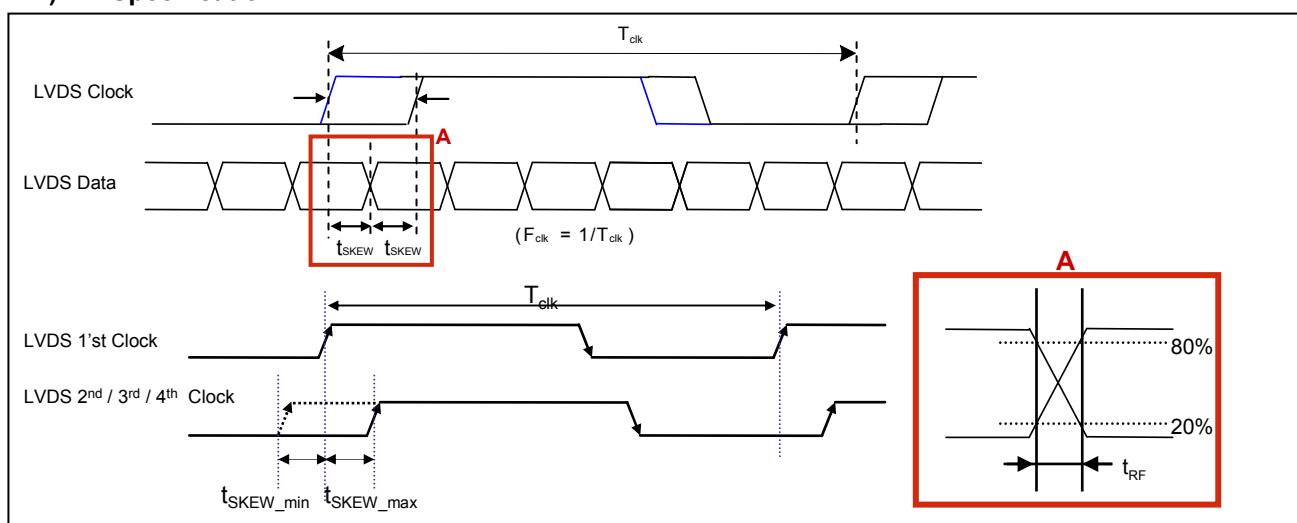 T clk
LVDS Clock
A
LVDS Data
tSKEW tSKEW
( Fclk = 1/Tclk )
A
Tclk
LVDS 1'st Clock
80%
LVDS 2nd / 3rd / 4th Clock
20%
tRF
tSKEW_min tSKEW_max